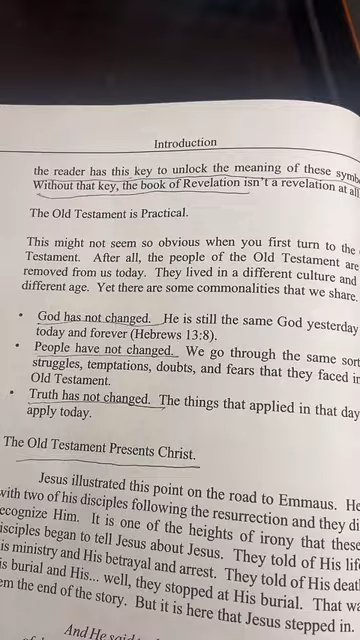 Introduction
the reader has this key to unlock the meaning of these
Without that key, the book of Revelation isn't a revelation at all
The Old Testament is Practical.
This might not seem so obvious when you first turn to the
Testament. After all, the people of the Old Testament are
removed from us today. They lived in a different culture and
different age. Yet there are some commonalities that we share.
• God has not changed. He is still the same God yesterday
today and forever (Hebrews 13:8).
• People have not changed. We go through the same sort
struggles, temptations, doubts, and fears that they faced in
Old Testament.
• Truth has not changed. The things that applied in that day
apply today.
The Old Testament Presents Christ.
Jesus illustrated this point on the road to Emmaus. He
with two of his disciples following the resurrection and they
ecognize Him. It is one of the heights of irony that these
isciples began to tell Jesus about Jesus. They told of His
is ministry and His betrayal and arrest. They told of His
is burial and His... well, they stopped at His burial. That
em the end of the story. But it is here that Jesus stepped in.
And He